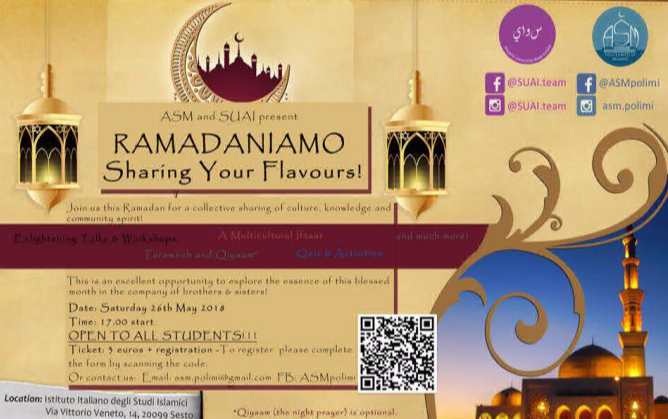 س و اي
ASM
@SUAI.team
@ASMpolimi
@SUAI.team
asm.polimi
ASM and SUAI present
RAMADANIAMO
Sharing Your Flavours!
Join us this Ramadan for a collective sharing of culture, knowledge and
community spirit!
Enlightening Talks & Workshops,
A Multicultural Iftaar
and much more!
Taraweeh and Qiyaam*
Quiz & Activities
This is an excellent opportunity to explore the essence of this blessed
month in the company of brothers & sisters!
Date: Saturday 26th May 2018
Time: 17.00 start
OPEN TO ALL STUDENTS!!!
Ticket: 3 euros + registration -To register please complete
the form by scanning the code.
Or contact us: Email: asm.polimi@gmail.com FB: ASMpolimi
Location: Istituto Italiano degli Studi Islamici
Via Vittorio Veneto, 14, 20099 Sesto
*Qiyaam (the night prayer) is optional.